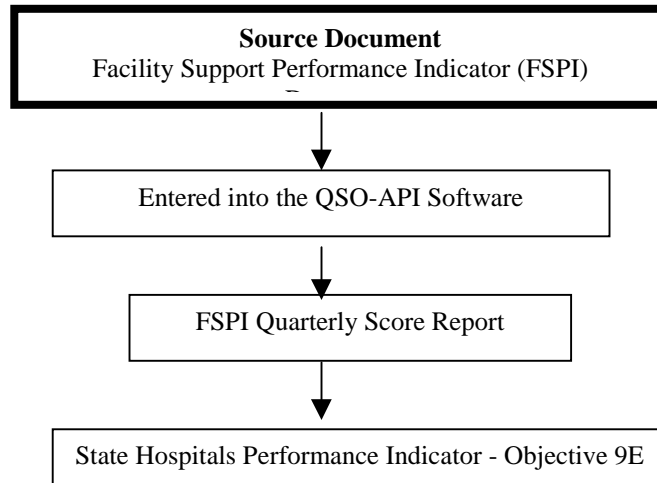 Source Document
Facility Support Performance Indicator (FSPI)
Entered into the QSO-API Software
FSPI Quarterly Score Report
State Hospitals Performance Indicator - Objective 9E